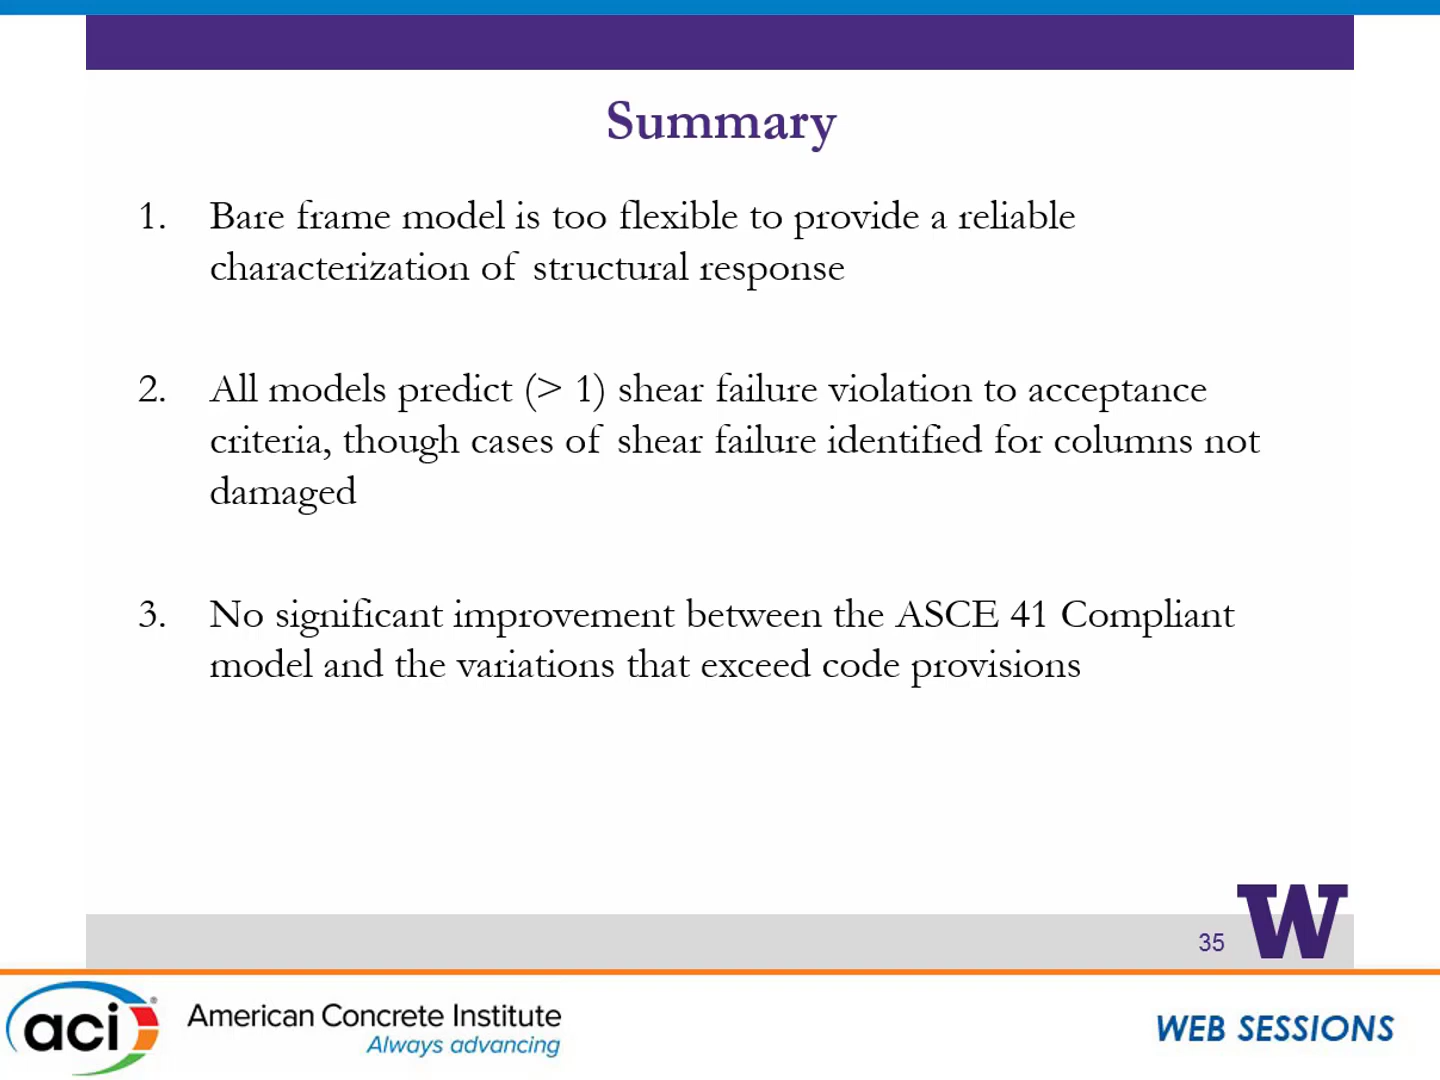 Summary
1. Bare frame model is too flexible to provide a reliable
characterization of structural response
2. All models predict (> 1) shear failure violation to acceptance
criteria, though cases of shear failure identified for columns not
damaged
3. No significant improvement between the ASCE 41 Compliant
model and the variations that exceed code provisions
35
W
aci®
American Concrete Institute
Always advancing
WEB SESSIONS